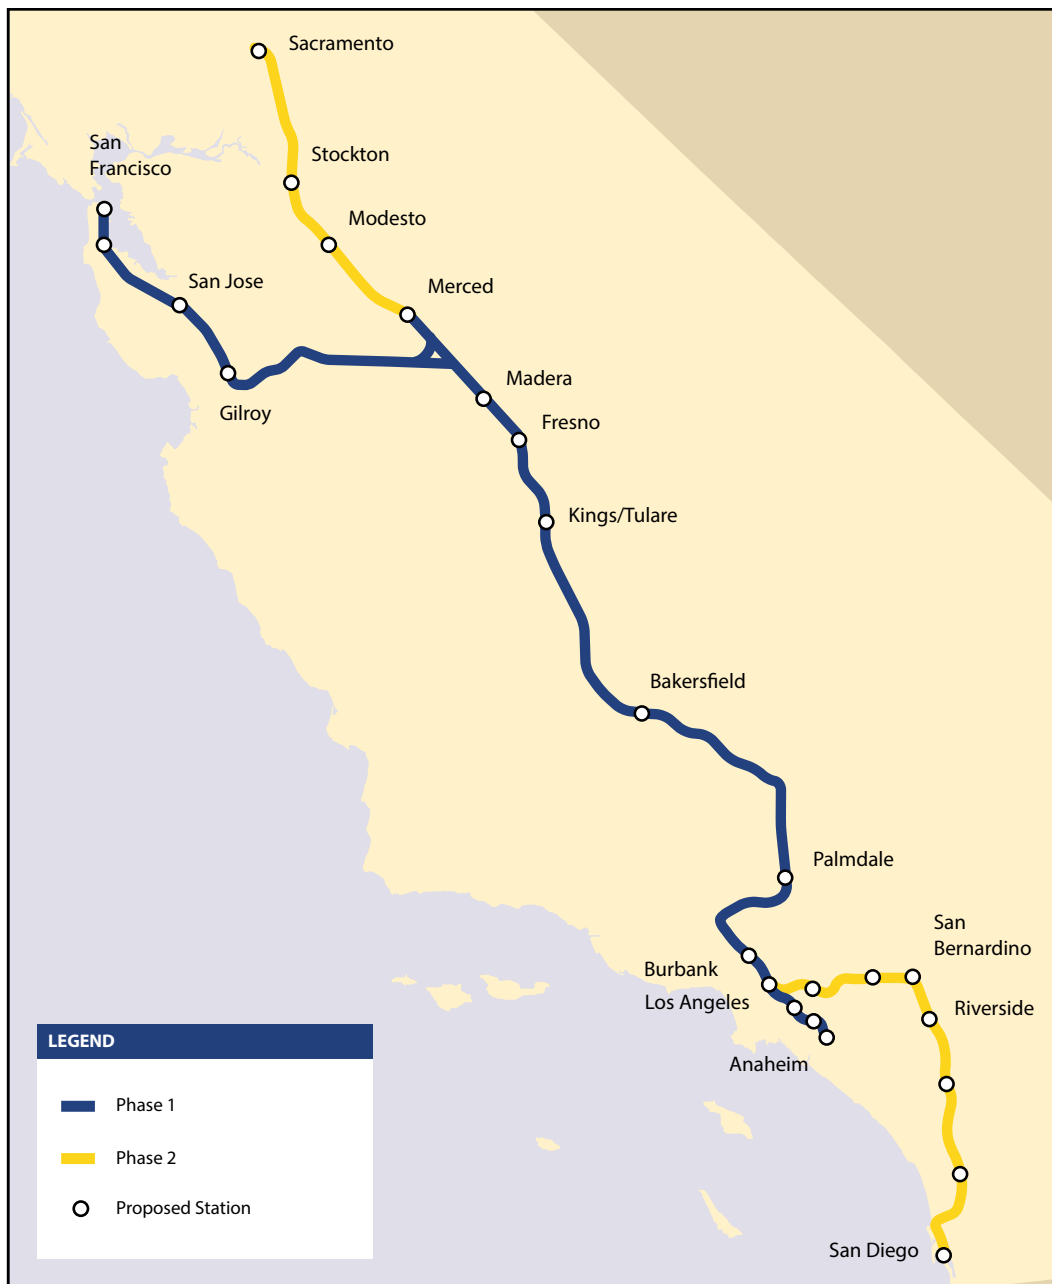 Sacramento
San
Francisco
Stockton
Modesto
San Jose
Merced
Madera
Gilroy
Fresno
Kings/Tulare
Bakersfield
Palmdale
San
Bernardino
Burbank
Los Angeles
Riverside
Anaheim
San Diego
LEGEND
Phase 1
Phase 2
Proposed Station